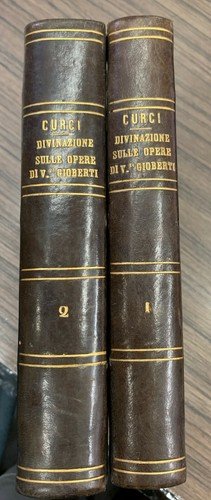 CURCI
DIVINAZIONE
SULLE OPERE
DI V.º GIOBERTI
2
CURCI
DIVINAZIONE
SULLE OPERE
DI V.º GIOBERTI
1